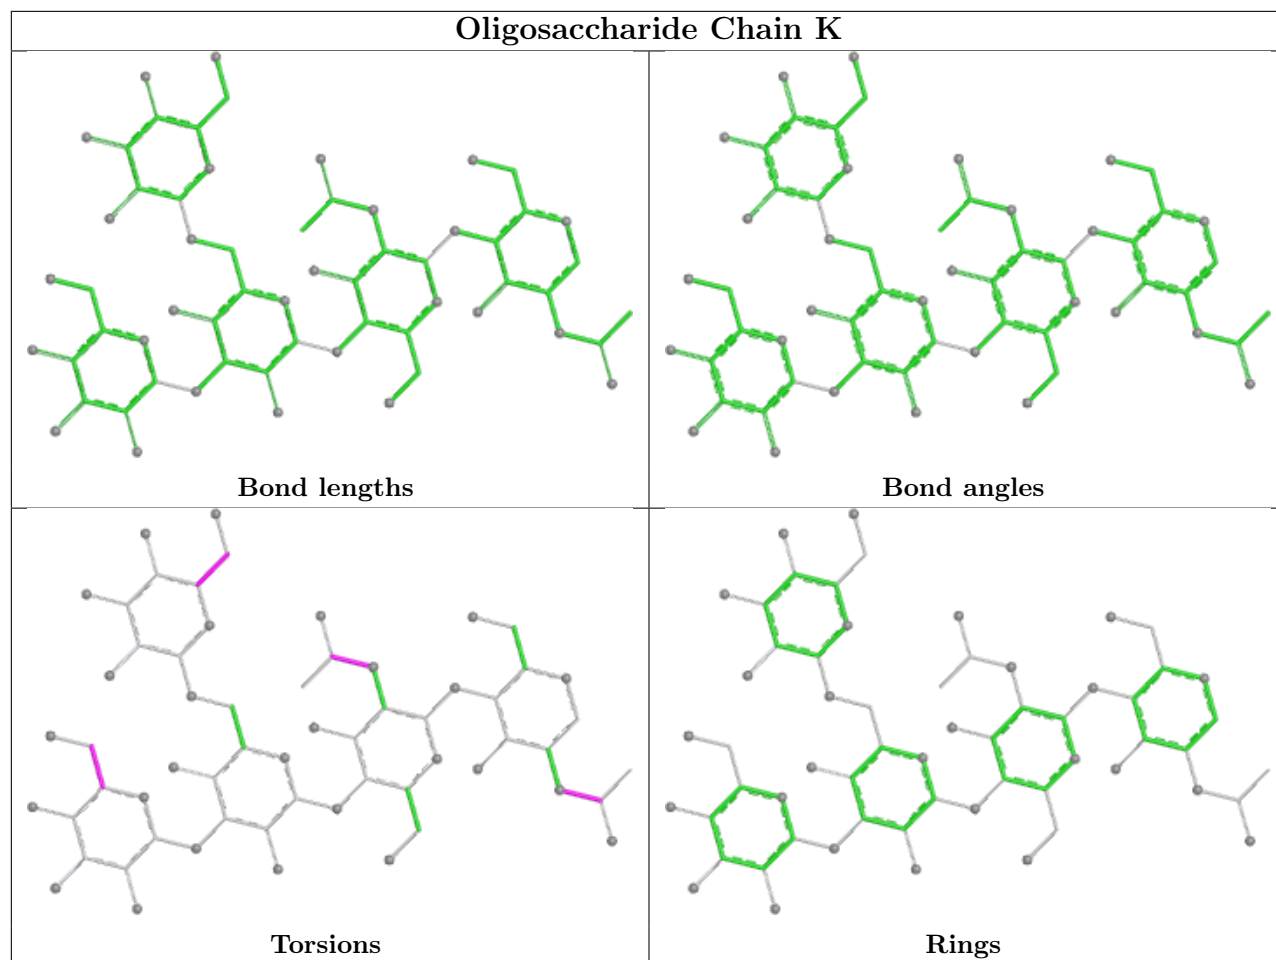 Oligosaccharide Chain K
Bond lengths
Bond angles
Torsions
Rings